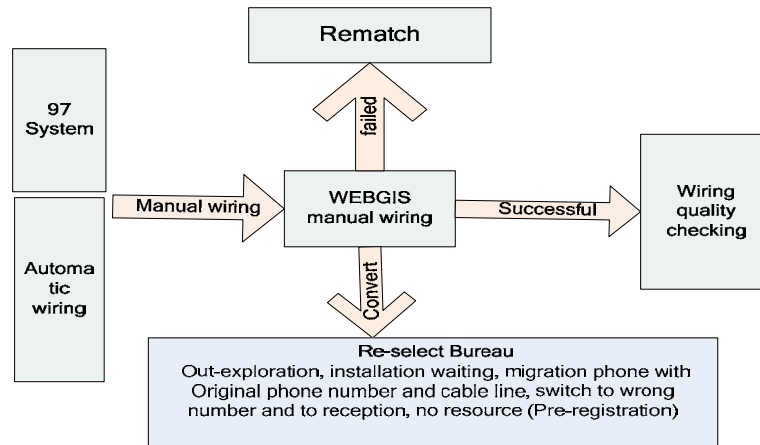 Rematch
97
System
failed
Manual wiring
WEBGIS
manual wiring
Successful
Wiring
quality
checking
Automa
tic
wiring
Convert
Re-select Bureau
Out-exploration, installation waiting, migration phone with
Original phone number and cable line, switch to wrong
number and to reception, no resource (Pre-registration)